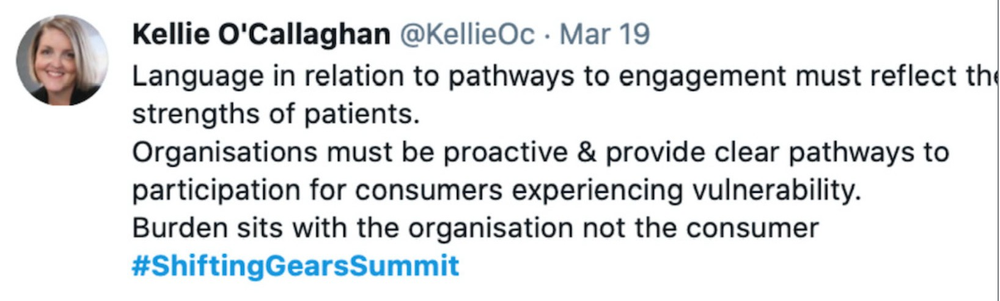 Kellie O'Callaghan @KellieOc · Mar 19
Language in relation to pathways to engagement must reflect the
strengths of patients.
Organisations must be proactive & provide clear pathways to
participation for consumers experiencing vulnerability.
Burden sits with the organisation not the consumer
#ShiftingGearsSummit